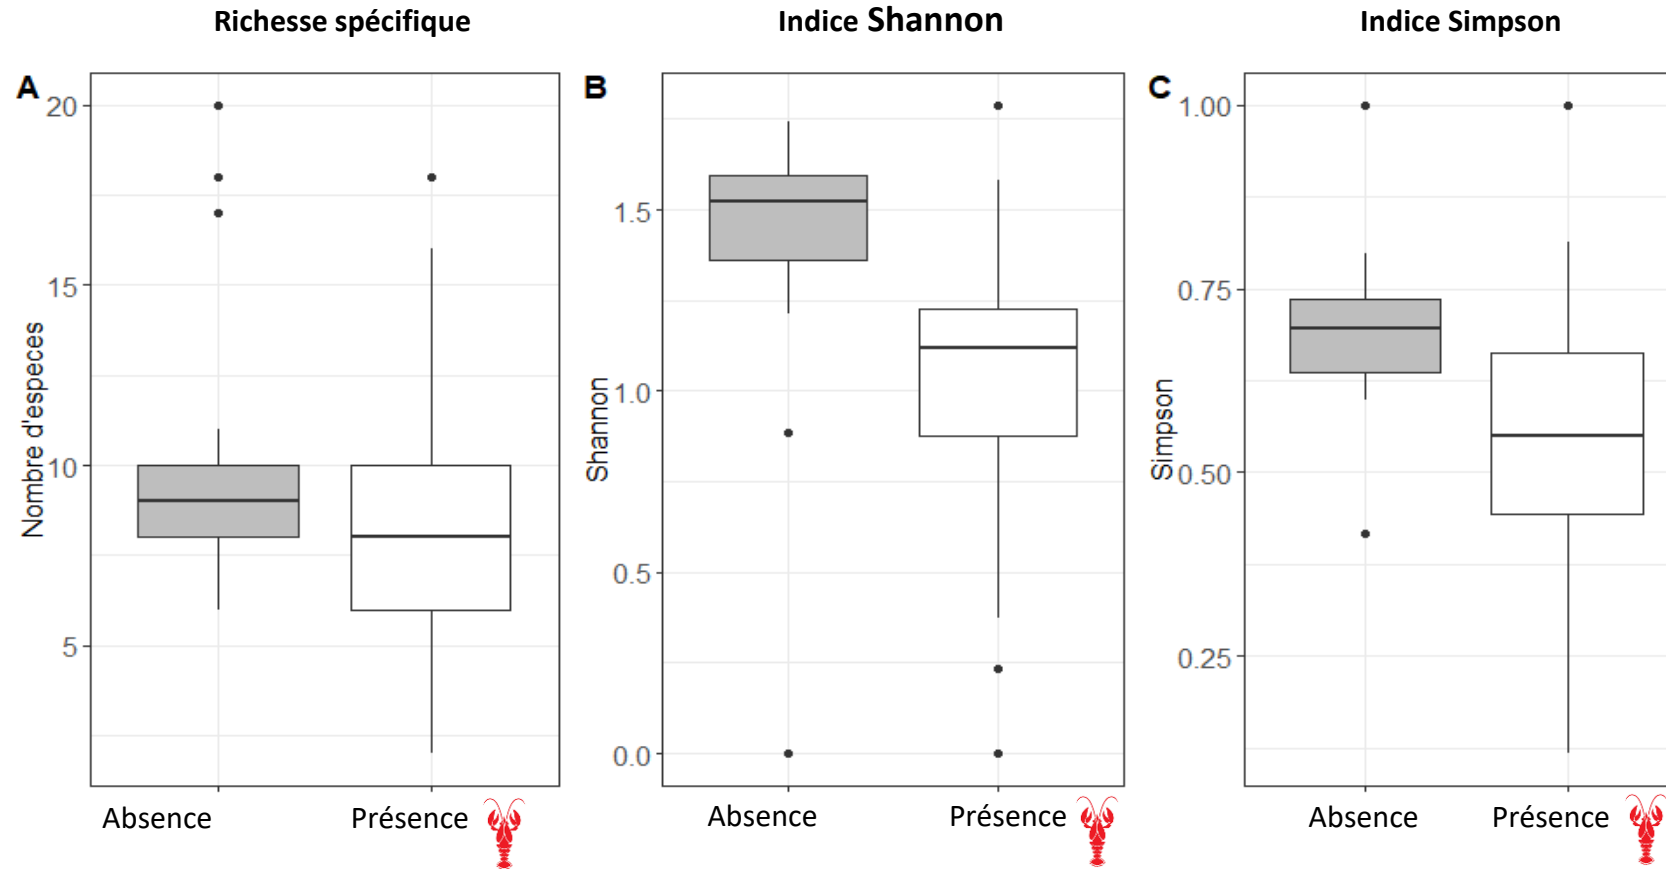 Richesse spécifique
Indice Shannon
Indice Simpson
A
20
15
10
5
Nombre d'especes
Absence
Présence
B
1.5
1.0
0.5
0.0
Shannon
Absence
Présence
C
1.00
0.75
0.50
0.25
Simpson
Absence
Présence